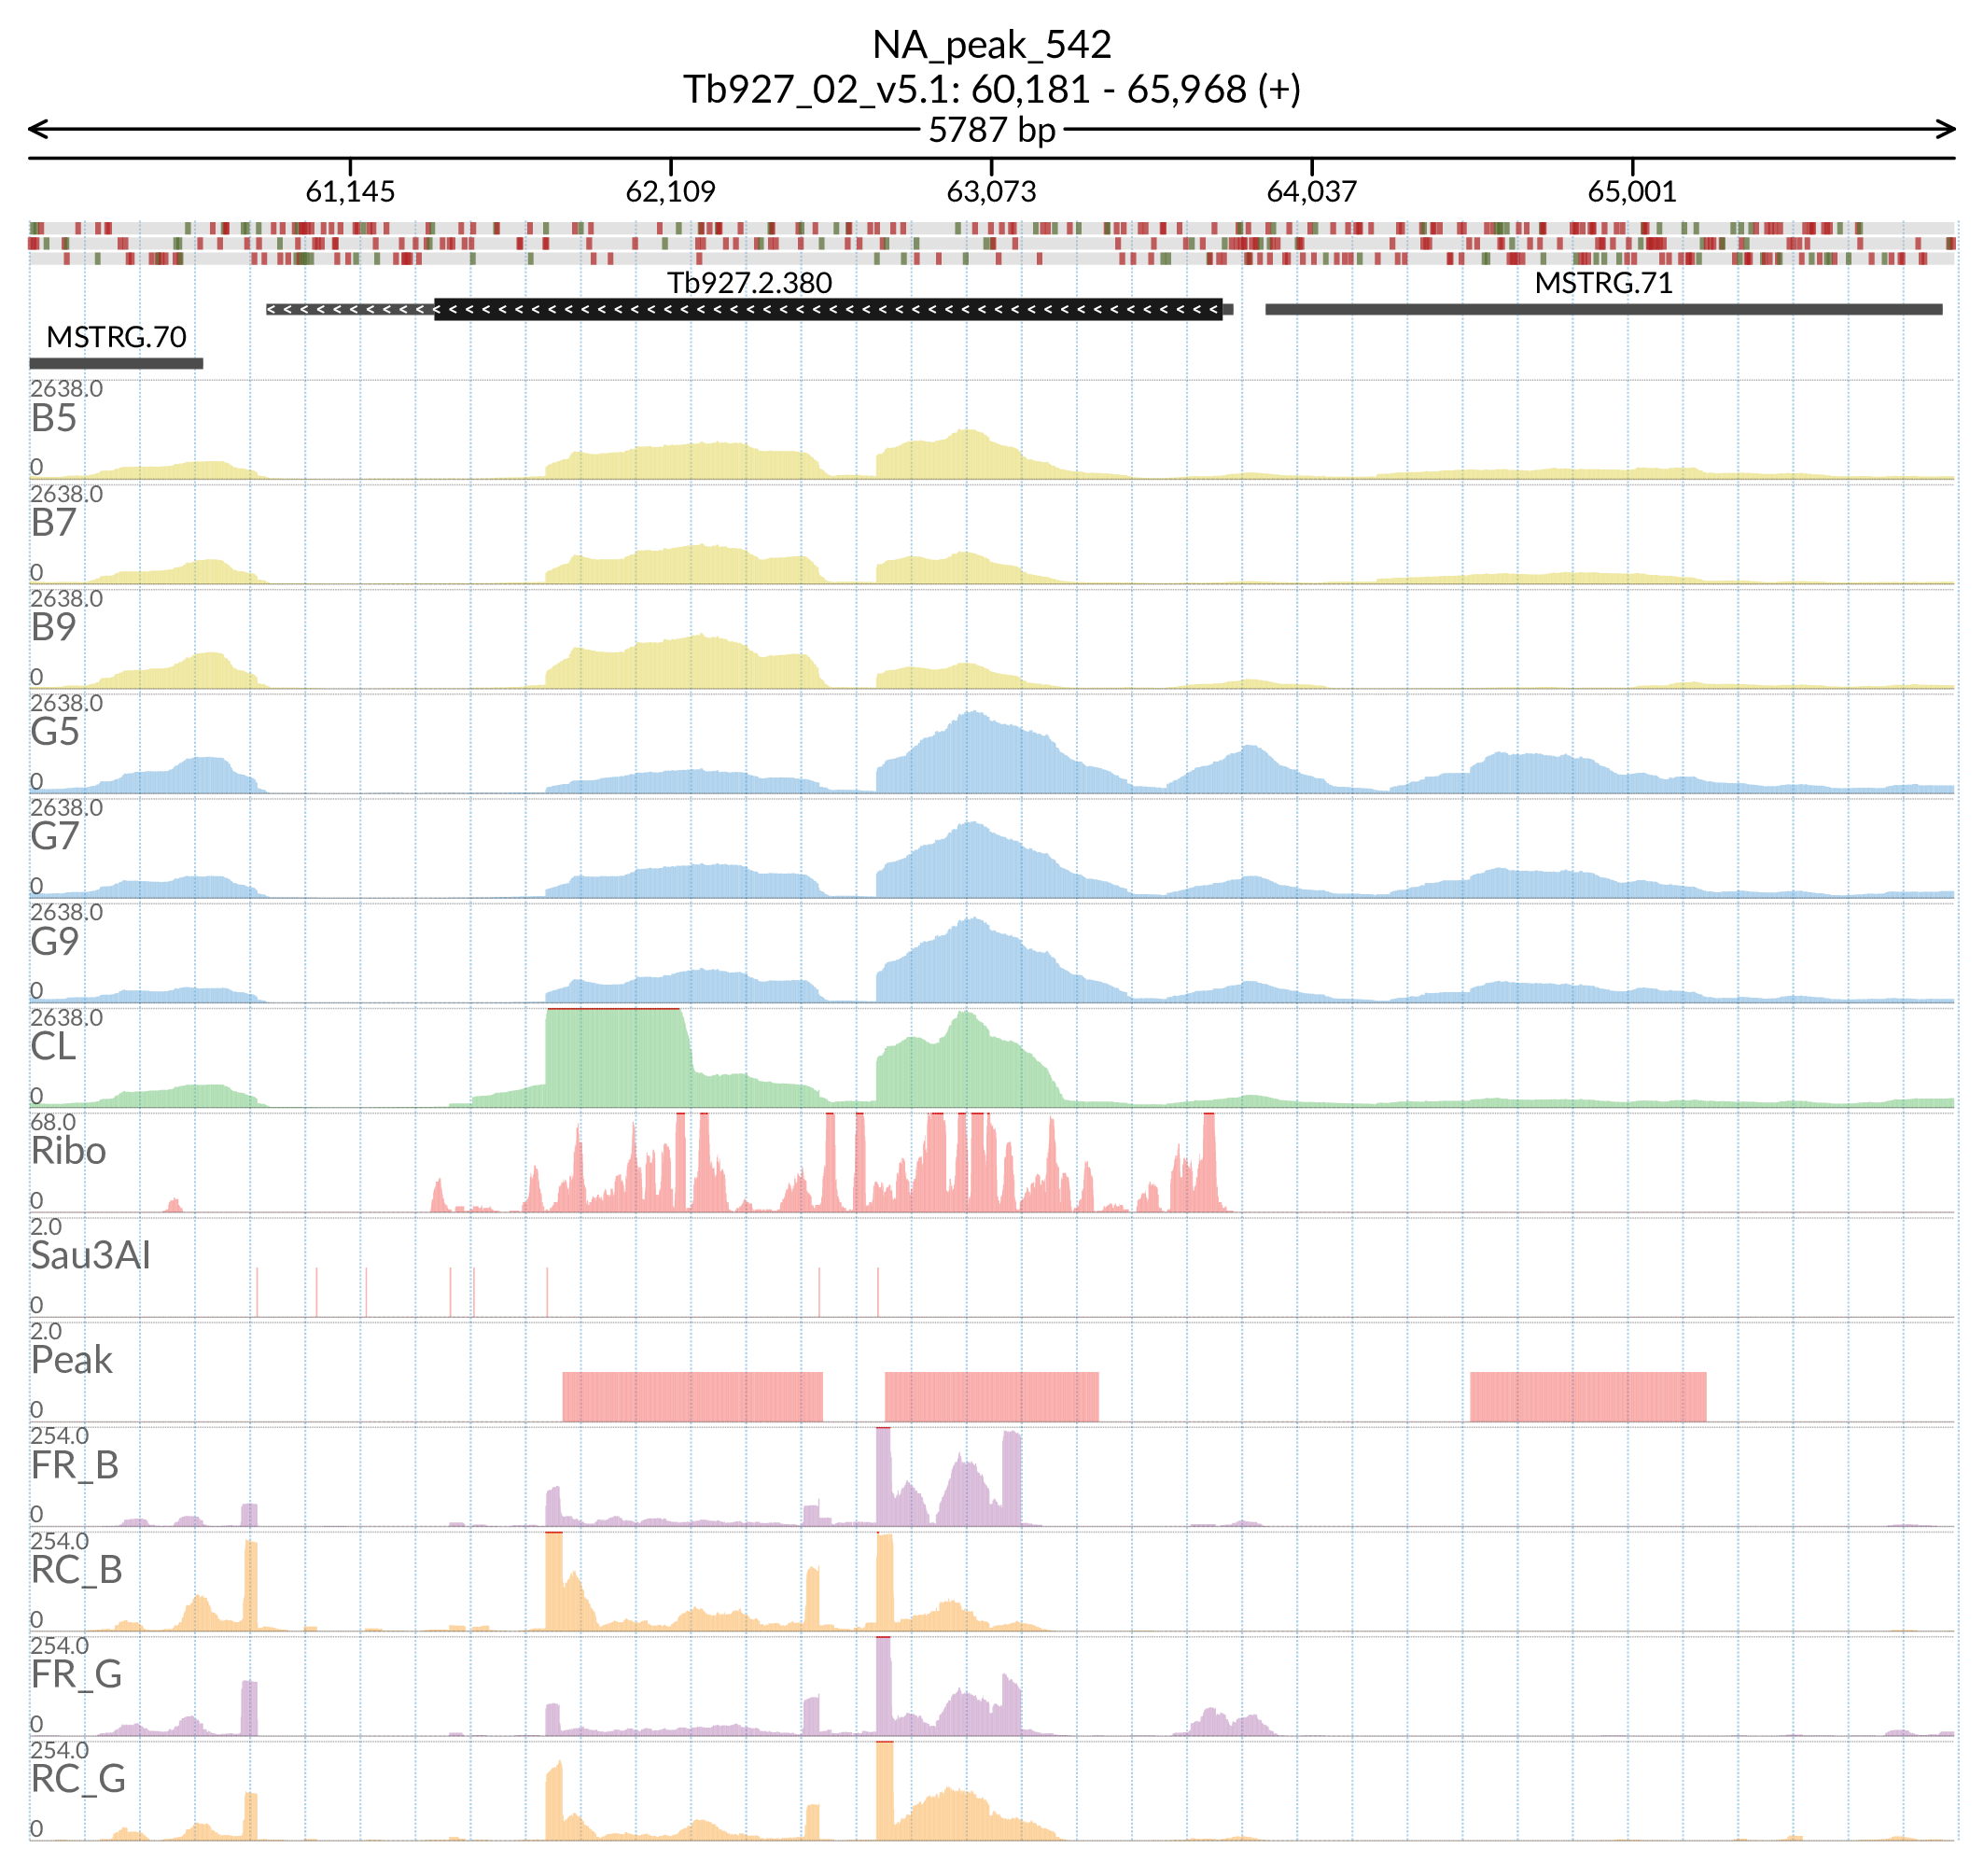 NA_peak_542
Tb927_02_v5.1: 60,181 - 65,968 (+)
5787 bp
61,145 62,109 63,073 64,037 65,001
Tb927.2.380 MSTRG.71
MSTRG.70
2638.0
B5
0
2638.0
B7
0
2638.0
B9
0
2638.0
G5
0
2638.0
G7
0
2638.0
G9
0
2638.0
CL
0
68.0
Ribo
0
2.0
Sau3AI
0
2.0
Peak
0
254.0
FR_B
0
254.0
RC_B
0
254.0
FR_G
0
254.0
RC_G
0